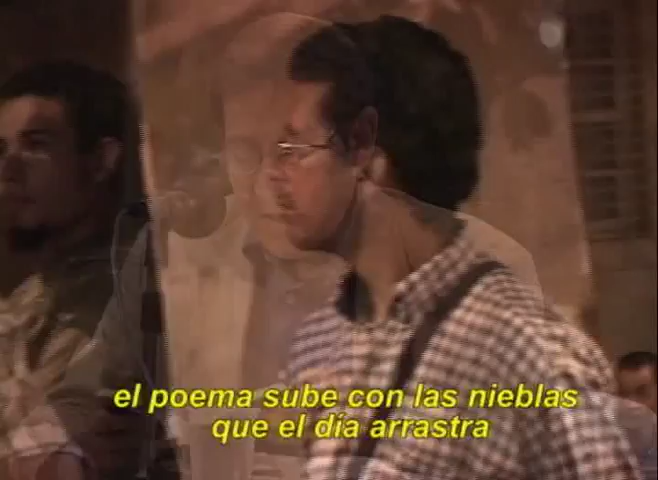 el poema sube con las nieblas
que el día arrastra